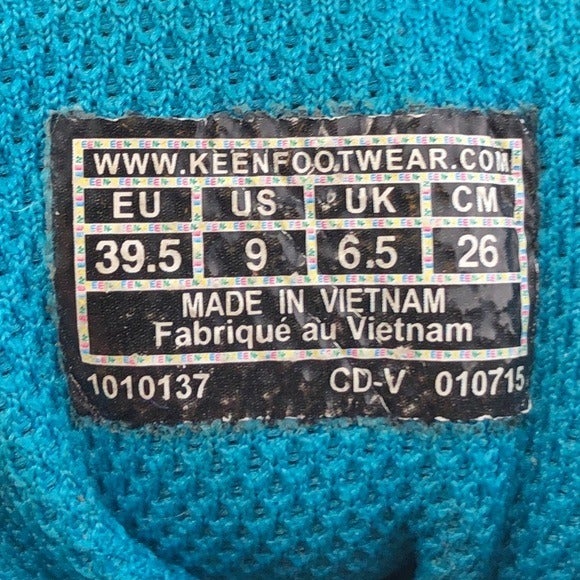 WWW.KEENFOOTWEAR.COM
EU US UK CM
39.5 9 6.5 26
MADE IN VIETNAM
Fabriqué au Vietnam
1010137 CD-V 010715